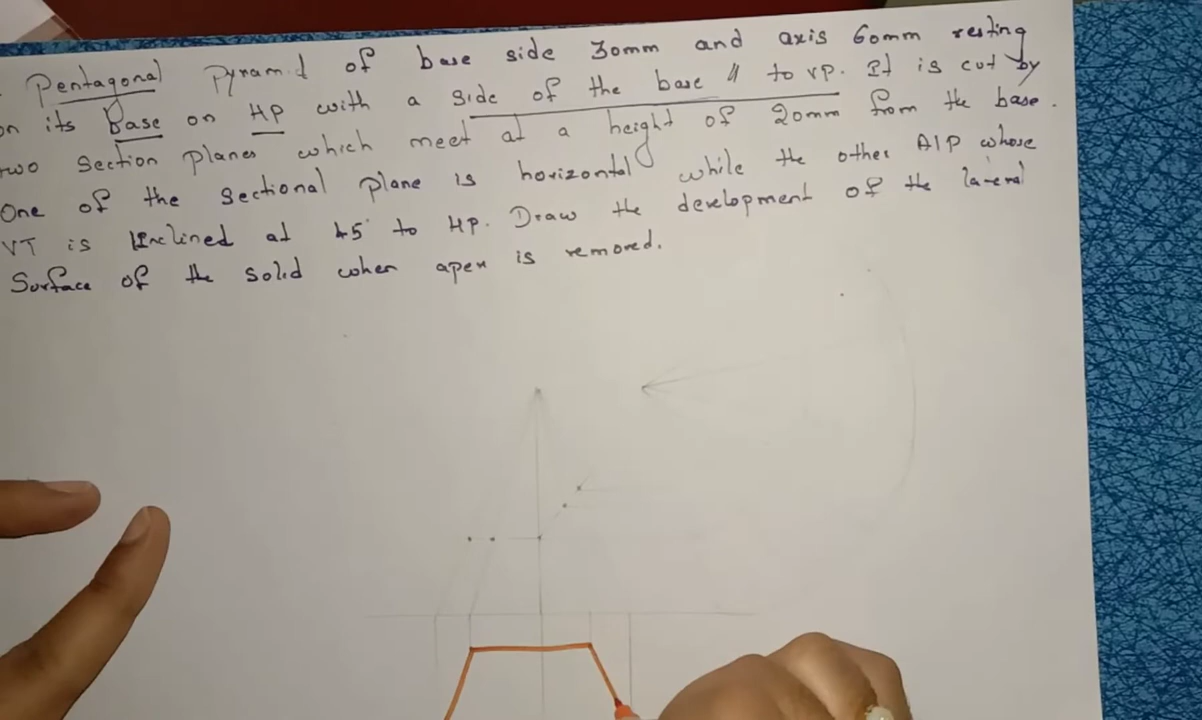 Pentagonal Pyramid of base side 30mm and axis 60mm resting
on its Base on HP with a side of the base // to VP. It is cut by
two section planes which meet at a height of 20mm from the base.
One of the sectional plane is horizontal while the other AIP whose
VT is Inclined at 45° to HP. Draw the development of the lateral
Surface of the solid when apex is removed.